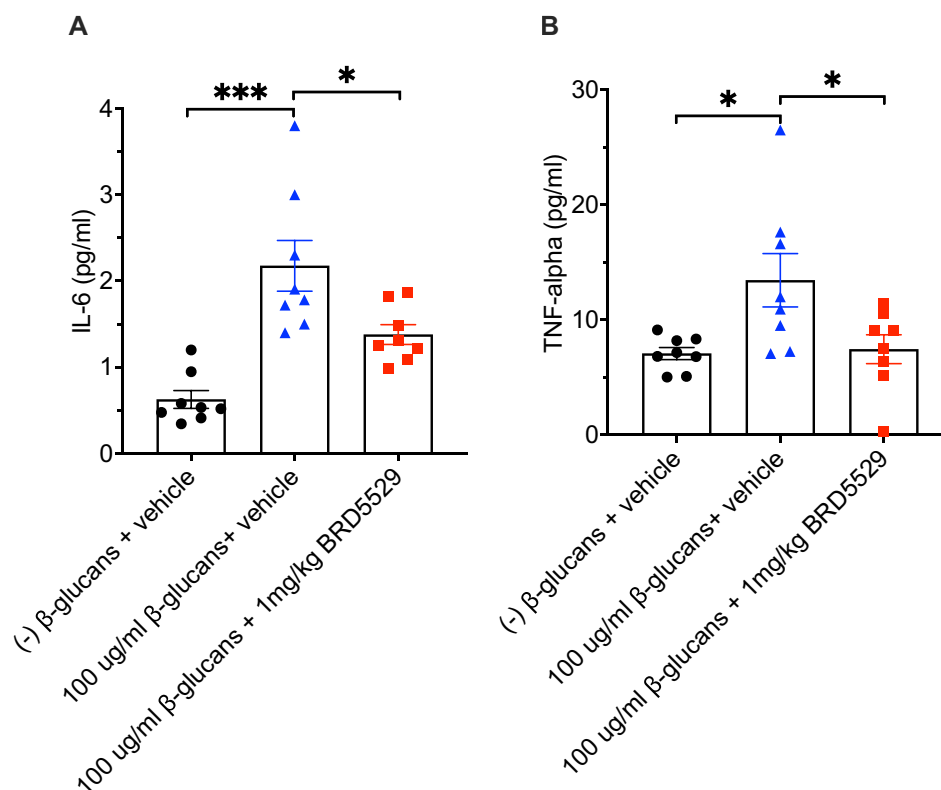 A
***
*
4
3
2
1
0
IL-6 (pg/ml)
(-) β-glucans + vehicle
100 ug/ml β-glucans+ vehicle
100 ug/ml β-glucans + 1mg/kg BRD5529
B
*
*
30
20
10
0
TNF-alpha (pg/ml)
(-) β-glucans + vehicle
100 ug/ml β-glucans+ vehicle
100 ug/ml β-glucans + 1mg/kg BRD5529